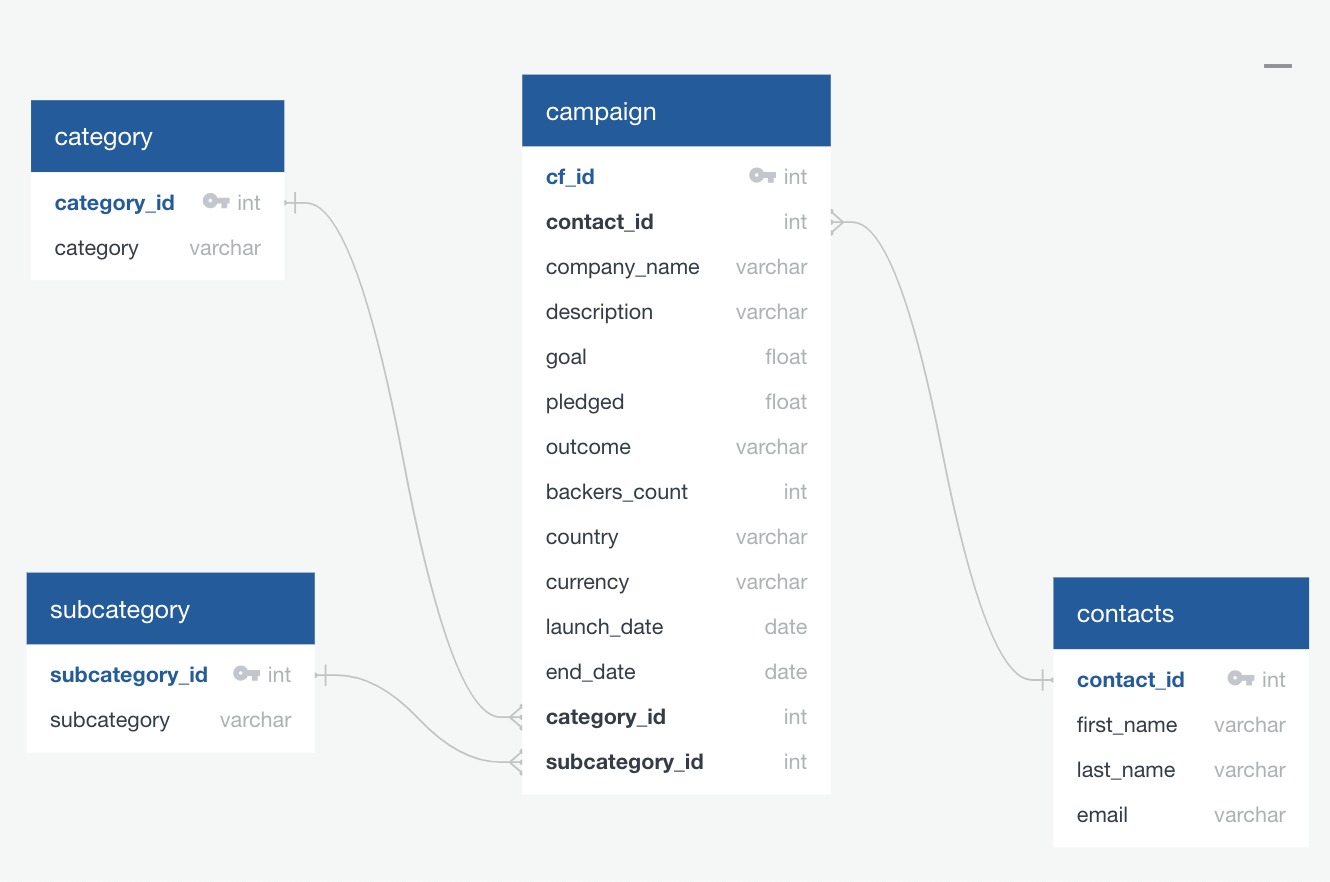 category
category_id int
category varchar
campaign
cf_id int
contact_id int
company_name varchar
description varchar
goal float
pledged float
outcome varchar
backers_count int
country varchar
currency varchar
launch_date date
end_date date
category_id int
subcategory_id int
subcategory
subcategory_id int
subcategory varchar
contacts
contact_id int
first_name varchar
last_name varchar
email varchar